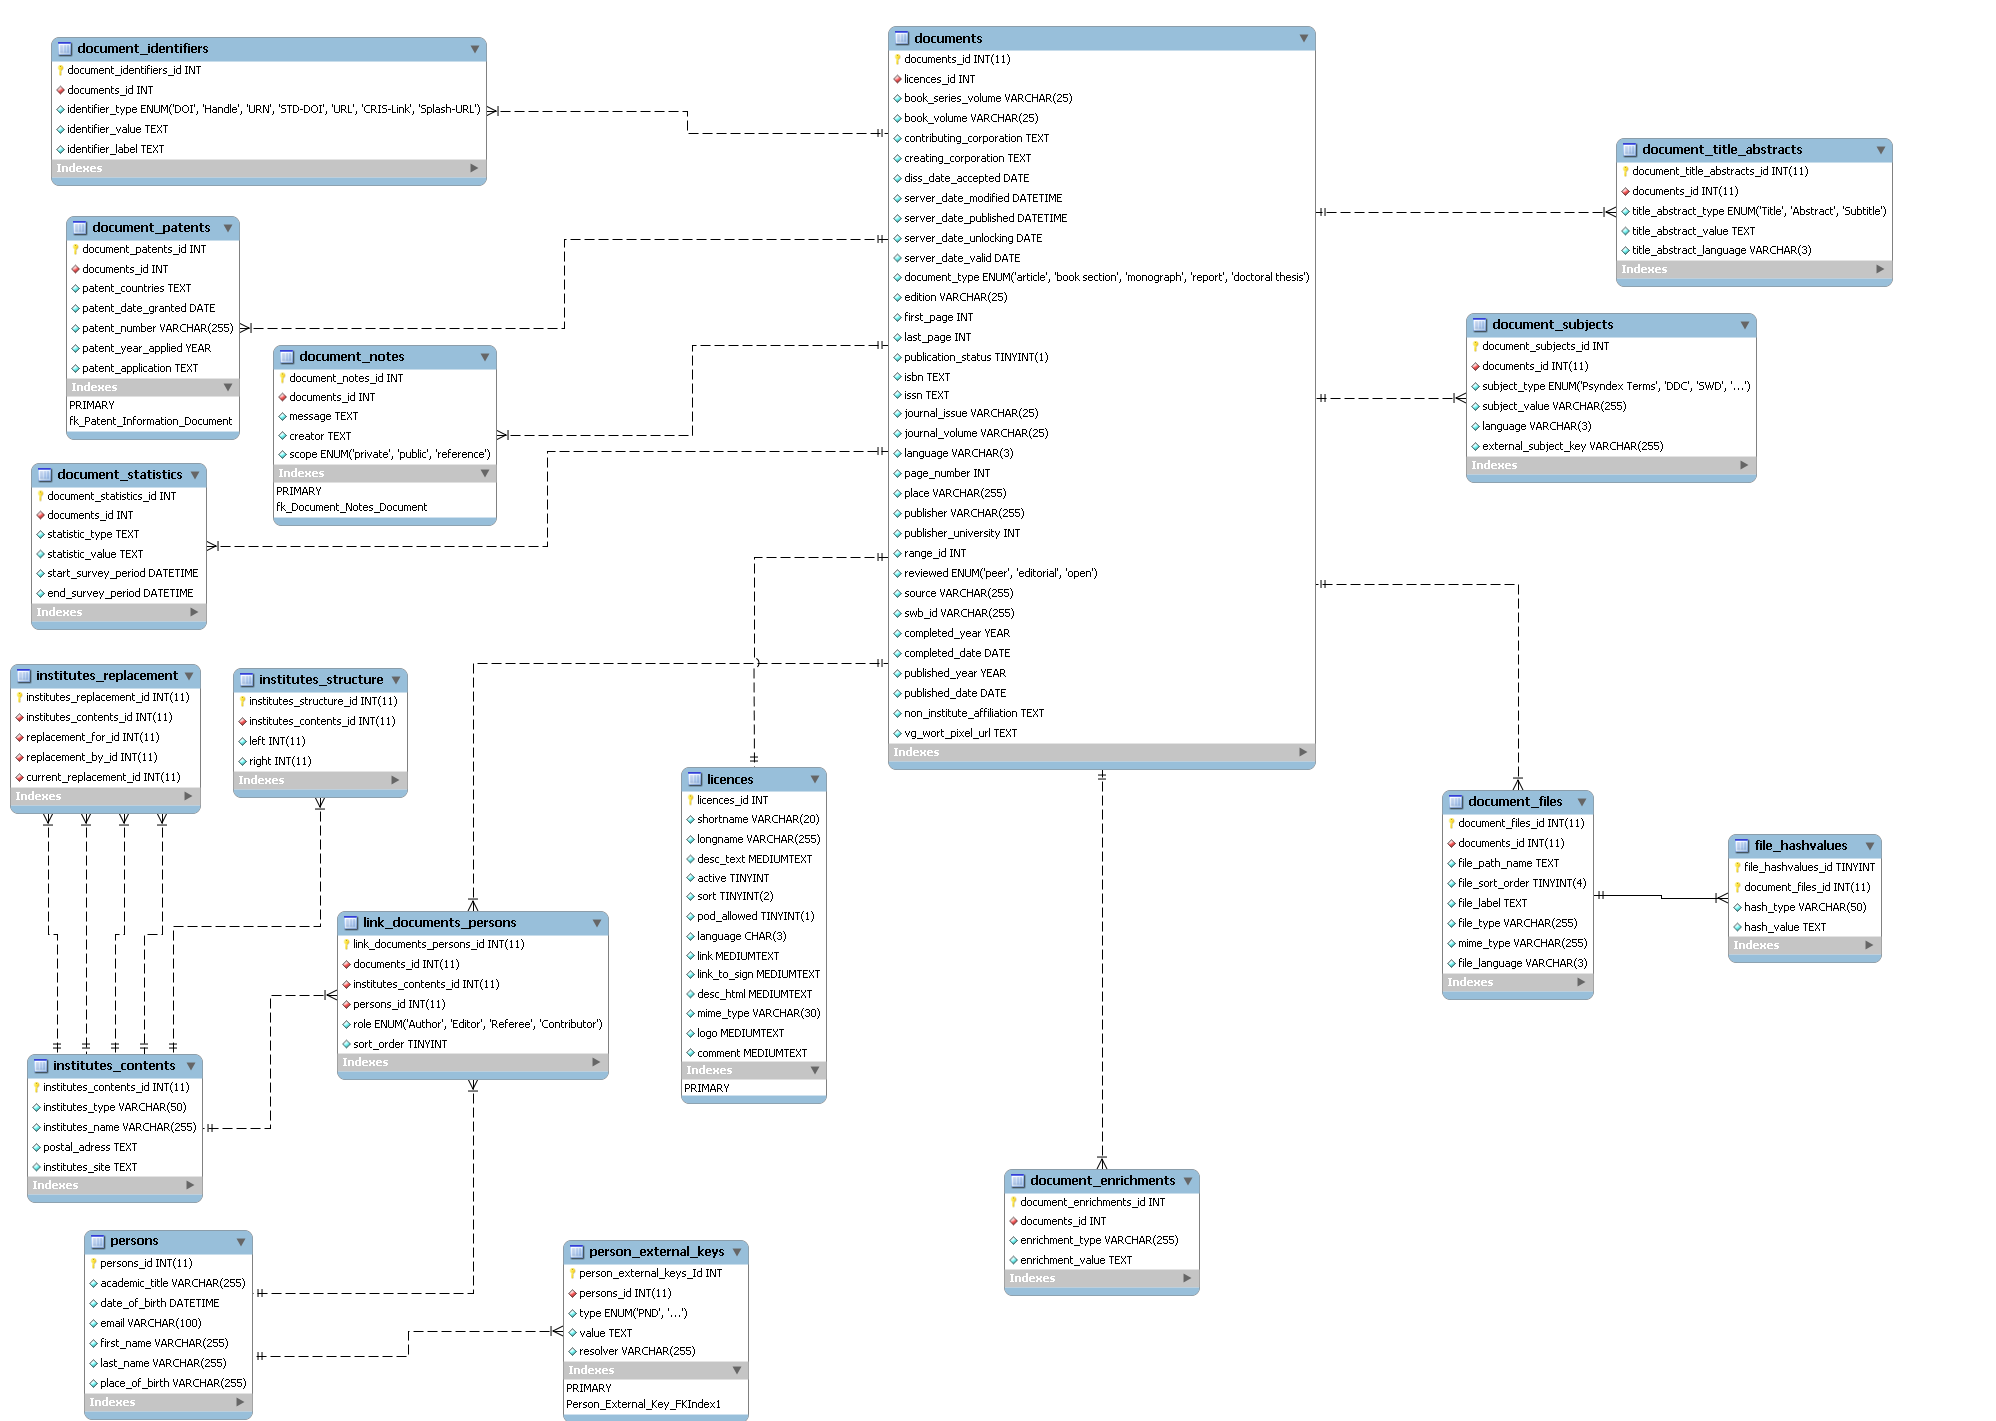 document_identifiers
document_identifiers_id INT
documents_id INT
identifier_type ENUM('DOI', 'Handle', 'URN', 'STD-DOI', 'URL', 'CRIS-Link', 'Splash-URL')
identifier_value TEXT
identifier_label TEXT
Indexes
document_patents
document_patents_id INT
documents_id INT
patent_countries TEXT
patent_date_granted DATE
patent_number VARCHAR(255)
patent_year_applied YEAR
patent_application TEXT
Indexes
PRIMARY
fk_Patent_Information_Document
document_notes
document_notes_id INT
documents_id INT
message TEXT
creator TEXT
scope ENUM('private', 'public', 'reference')
Indexes
PRIMARY
fk_Document_Notes_Document
document_statistics
document_statistics_id INT
documents_id INT
statistic_type TEXT
statistic_value TEXT
start_survey_period DATETIME
end_survey_period DATETIME
Indexes
documents
documents_id INT(11)
licences_id INT
book_series_volume VARCHAR(25)
book_volume VARCHAR(25)
contributing_corporation TEXT
creating_corporation TEXT
diss_date_accepted DATE
server_date_modified DATETIME
server_date_published DATETIME
server_date_unlocking DATE
server_date_valid DATE
document_type ENUM('article', 'book section', 'monograph', 'report', 'doctoral thesis')
edition VARCHAR(25)
first_page INT
last_page INT
publication_status TINYINT(1)
isbn TEXT
issn TEXT
journal_issue VARCHAR(25)
journal_volume VARCHAR(25)
language VARCHAR(3)
page_number INT
place VARCHAR(255)
publisher VARCHAR(255)
publisher_university INT
range_id INT
reviewed ENUM('peer', 'editorial', 'open')
source VARCHAR(255)
swb_id VARCHAR(255)
completed_year YEAR
completed_date DATE
published_year YEAR
published_date DATE
non_institute_affiliation TEXT
vg_wort_pixel_url TEXT
Indexes
document_title_abstracts
document_title_abstracts_id INT(11)
documents_id INT(11)
title_abstract_type ENUM('Title', 'Abstract', 'Subtitle')
title_abstract_value TEXT
title_abstract_language VARCHAR(3)
Indexes
document_subjects
document_subjects_id INT
documents_id INT(11)
subject_type ENUM('Psyndex Terms', 'DDC', 'SWD', '...')
subject_value VARCHAR(255)
language VARCHAR(3)
external_subject_key VARCHAR(255)
Indexes
institutes_replacement
institutes_replacement_id INT(11)
institutes_contents_id INT(11)
replacement_for_id INT(11)
replacement_by_id INT(11)
current_replacement_id INT(11)
Indexes
institutes_structure
institutes_structure_id INT(11)
institutes_contents_id INT(11)
left INT(11)
right INT(11)
Indexes
link_documents_persons
link_documents_persons_id INT(11)
documents_id INT(11)
institutes_contents_id INT(11)
persons_id INT(11)
role ENUM('Author', 'Editor', 'Referee', 'Contributor')
sort_order TINYINT
Indexes
licences
licences_id INT
shortname VARCHAR(20)
longname VARCHAR(255)
desc_text MEDIUMTEXT
active TINYINT
sort TINYINT(2)
pod_allowed TINYINT(1)
language CHAR(3)
link MEDIUMTEXT
link_to_sign MEDIUMTEXT
desc_html MEDIUMTEXT
mime_type VARCHAR(30)
logo MEDIUMTEXT
comment MEDIUMTEXT
Indexes
PRIMARY
document_files
document_files_id INT(11)
documents_id INT(11)
file_path_name TEXT
file_sort_order TINYINT(4)
file_label TEXT
file_type VARCHAR(255)
mime_type VARCHAR(255)
file_language VARCHAR(3)
Indexes
file_hashvalues
file_hashvalues_id TINYINT
document_files_id INT(11)
hash_type VARCHAR(50)
hash_value TEXT
Indexes
institutes_contents
institutes_contents_id INT(11)
institutes_type VARCHAR(50)
institutes_name VARCHAR(255)
postal_adress TEXT
institutes_site TEXT
Indexes
persons
persons_id INT(11)
academic_title VARCHAR(255)
date_of_birth DATETIME
email VARCHAR(100)
first_name VARCHAR(255)
last_name VARCHAR(255)
place_of_birth VARCHAR(255)
Indexes
person_external_keys
person_external_keys_Id INT
persons_id INT(11)
type ENUM('PND', '...')
value TEXT
resolver VARCHAR(255)
Indexes
PRIMARY
Person_External_Key_FKIndex1
document_enrichments
document_enrichments_id INT
documents_id INT
enrichment_type VARCHAR(255)
enrichment_value TEXT
Indexes